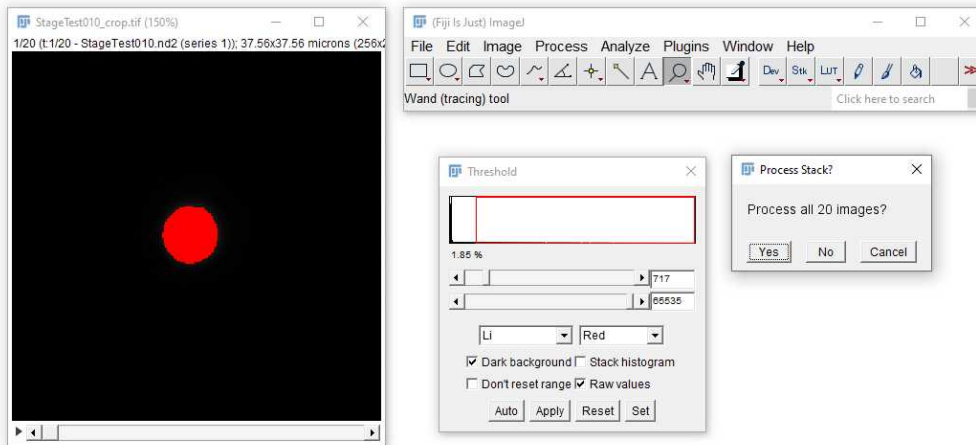 StageTest010_crop.tif (150%)
1/20 (t:1/20 - StageTest010.nd2 (series 1)); 37.56x37.56 microns (256x2
(Fiji Is Just) ImageJ
File Edit Image Process Analyze Plugins Window Help
Dev Stk LUT
Wand (tracing) tool
Click here to search
Threshold
1.85 %
717
65535
Li Red
Dark background Stack histogram
Don't reset range Raw values
Auto Apply Reset Set
Process Stack?
Process all 20 images?
Yes No Cancel